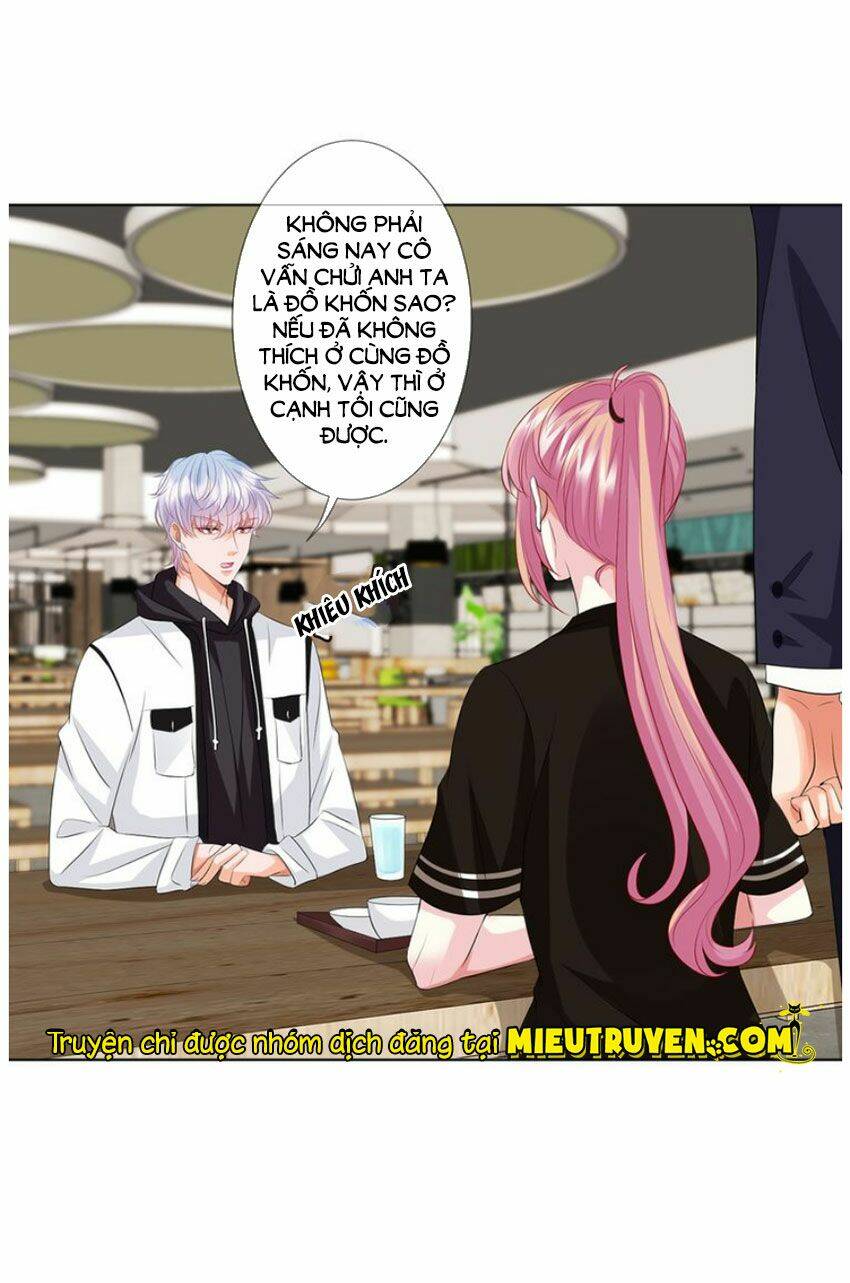 KHÔNG PHẢI
SÁNG NAY CÔ
VẪN CHỬI ANH TA
LÀ ĐỒ KHỐN SAO?
NẾU ĐÃ KHÔNG
THÍCH Ở CÙNG ĐỒ
KHỐN, VẬY THÌ Ở
CẠNH TÔI CŨNG
ĐƯỢC.
KHIÊU KHÍCH
Truyện chỉ được nhóm dịch đăng tại MIEUTRUYEN.COM